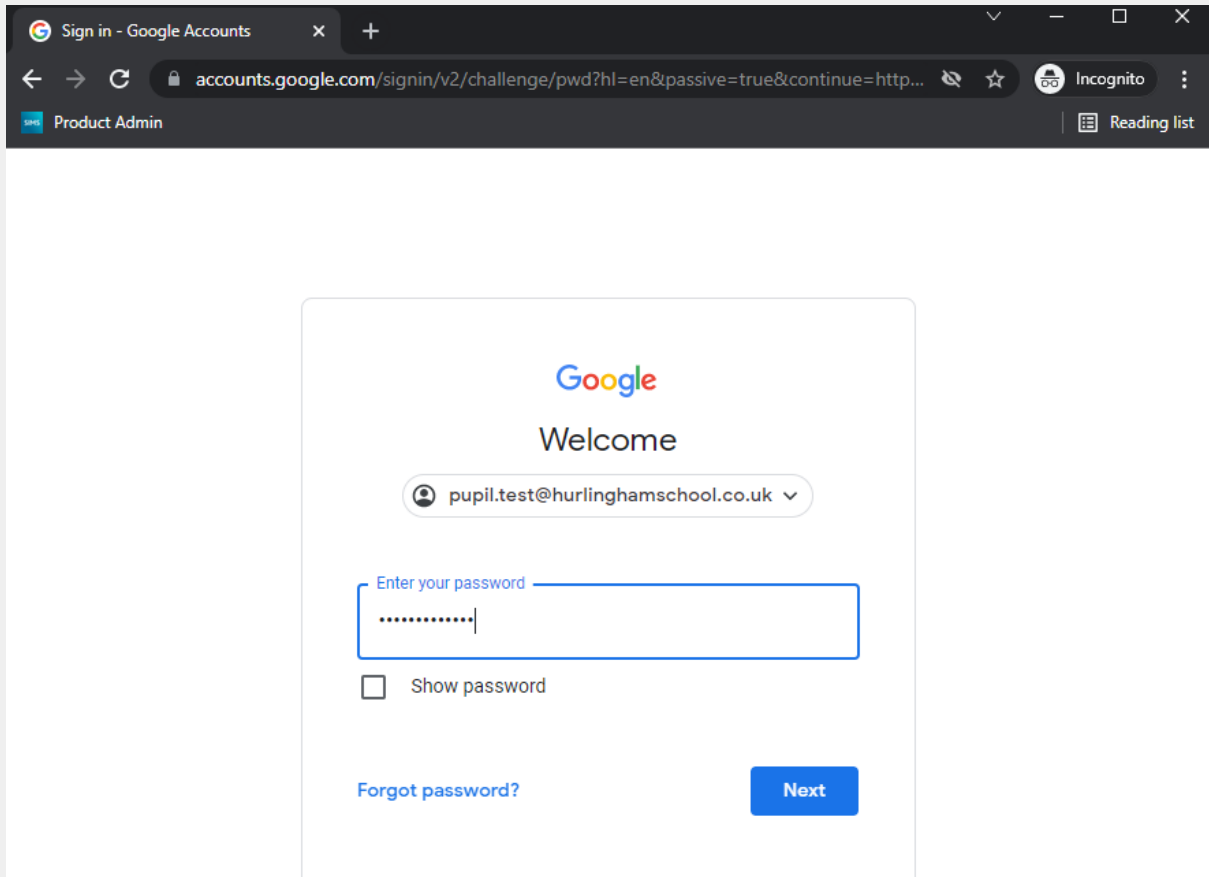 Sign in - Google Accounts
accounts.google.com/signin/v2/challenge/pwd?hl=en&passive=true&continue=http... Incognito
SIMS Product Admin Reading list
Google
Welcome
pupil.test@hurlinghamschool.co.uk
Enter your password
•••••••••••••
Show password
Forgot password? Next